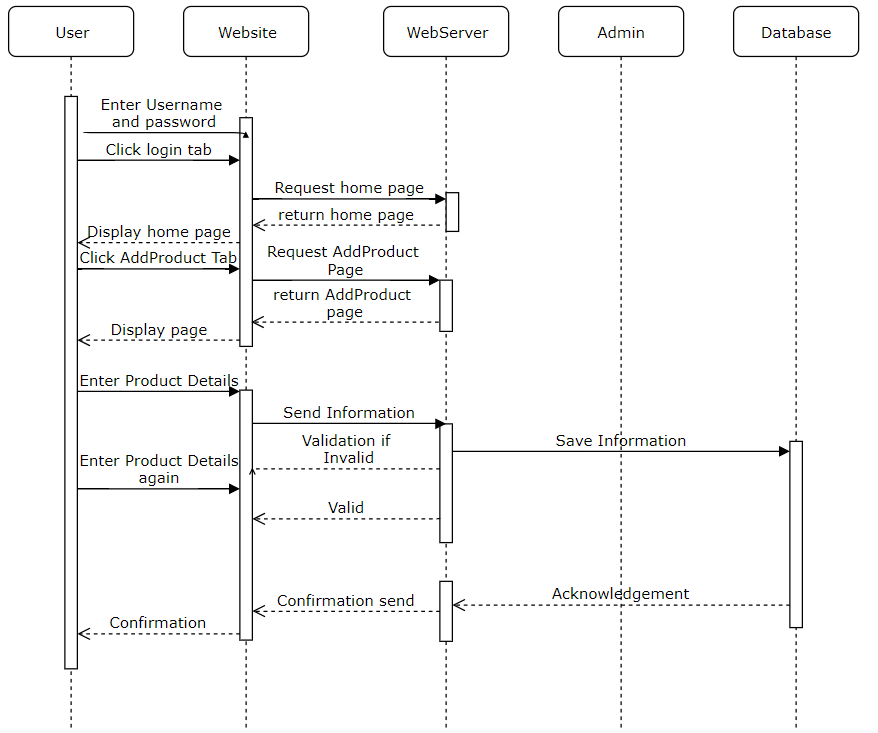 User
Website
WebServer
Admin
Database
Enter Username
and password
Click login tab
Request home page
return home page
Display home page
Click AddProduct Tab
Request AddProduct
Page
return AddProduct
page
Display page
Enter Product Details
Send Information
Validation if
Invalid
Save Information
Enter Product Details
again
Valid
Acknowledgement
Confirmation send
Confirmation